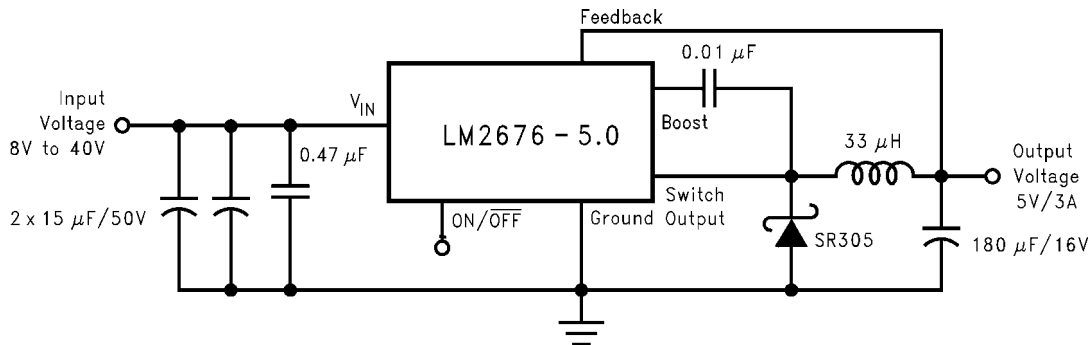 Feedback
0.01 µF
Input
Voltage
8V to 40V
V_IN
LM2676 - 5.0
Boost
0.47 µF
33 µH
Output
Voltage
5V/3A
2 x 15 µF/50V
ON/O̅F̅F̅
Ground
Switch
Output
SR305
180 µF/16V